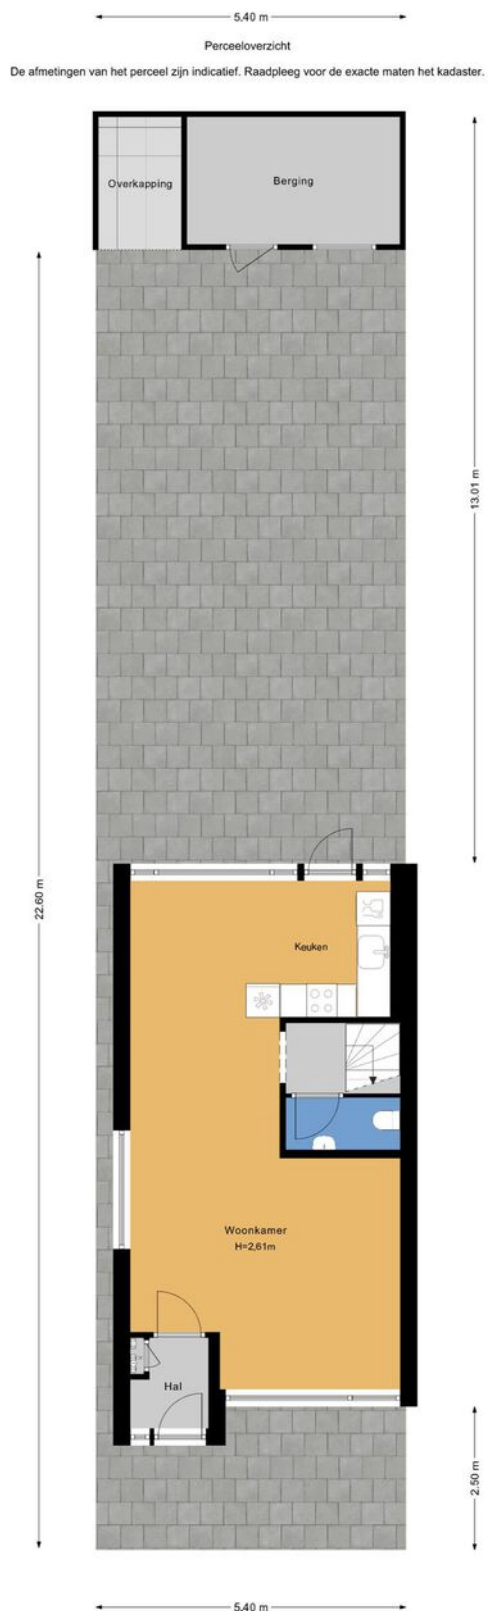 5.40 m
Perceeloverzicht
De afmetingen van het perceel zijn indicatief. Raadpleeg voor de exacte maten het kadaster.
Overkapping
Berging
13.01 m
22.60 m
Keuken
Woonkamer
H=2,61m
Hal
2.50 m
5.40 m